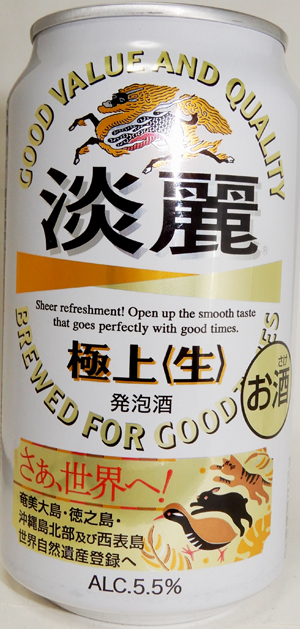 GOOD VALUE AND QUALITY
淡麗
Sheer refreshment! Open up the smooth taste
that goes perfectly with good times.
極上〈生〉
発泡酒
BREWED FOR GOOD
さけ
お酒
さあ、世界へ!
奄美大島・徳之島・
沖縄島北部及び西表島
世界自然遺産登録へ
ALC.5.5%